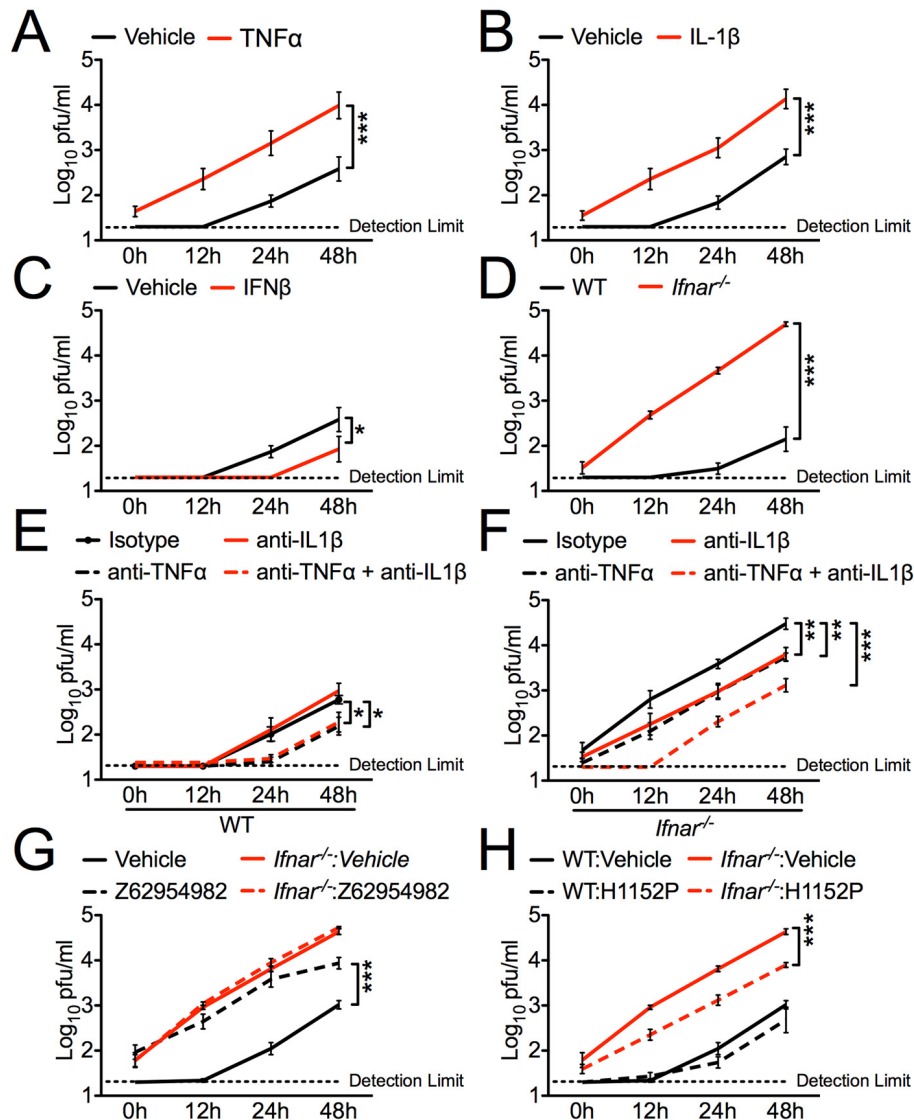 A B
Vehicle TNFα Vehicle IL-1β
5 5
4 4
3 3
2 2
1 1
Log10 pfu/ml Log10 pfu/ml
*** ***
Detection Limit Detection Limit
0h 12h 24h 48h 0h 12h 24h 48h
C D
Vehicle IFNβ WT Ifnar-/-
5 5
4 4
3 3
2 2
1 1
Log10 pfu/ml Log10 pfu/ml
* ***
Detection Limit Detection Limit
0h 12h 24h 48h 0h 12h 24h 48h
E F
Isotype anti-IL1β Isotype anti-IL1β
anti-TNFα anti-TNFα + anti-IL1β anti-TNFα anti-TNFα + anti-IL1β
5 5
4 4
3 3
2 2
1 1
Log10 pfu/ml Log10 pfu/ml
* * ** ** ***
Detection Limit Detection Limit
0h 12h 24h 48h 0h 12h 24h 48h
WT Ifnar-/-
G H
Vehicle Ifnar-/-:Vehicle WT:Vehicle Ifnar-/-:Vehicle
Z62954982 Ifnar-/-:Z62954982 WT:H1152P Ifnar-/-:H1152P
5 5
4 4
3 3
2 2
1 1
Log10 pfu/ml Log10 pfu/ml
*** ***
Detection Limit Detection Limit
0h 12h 24h 48h 0h 12h 24h 48h